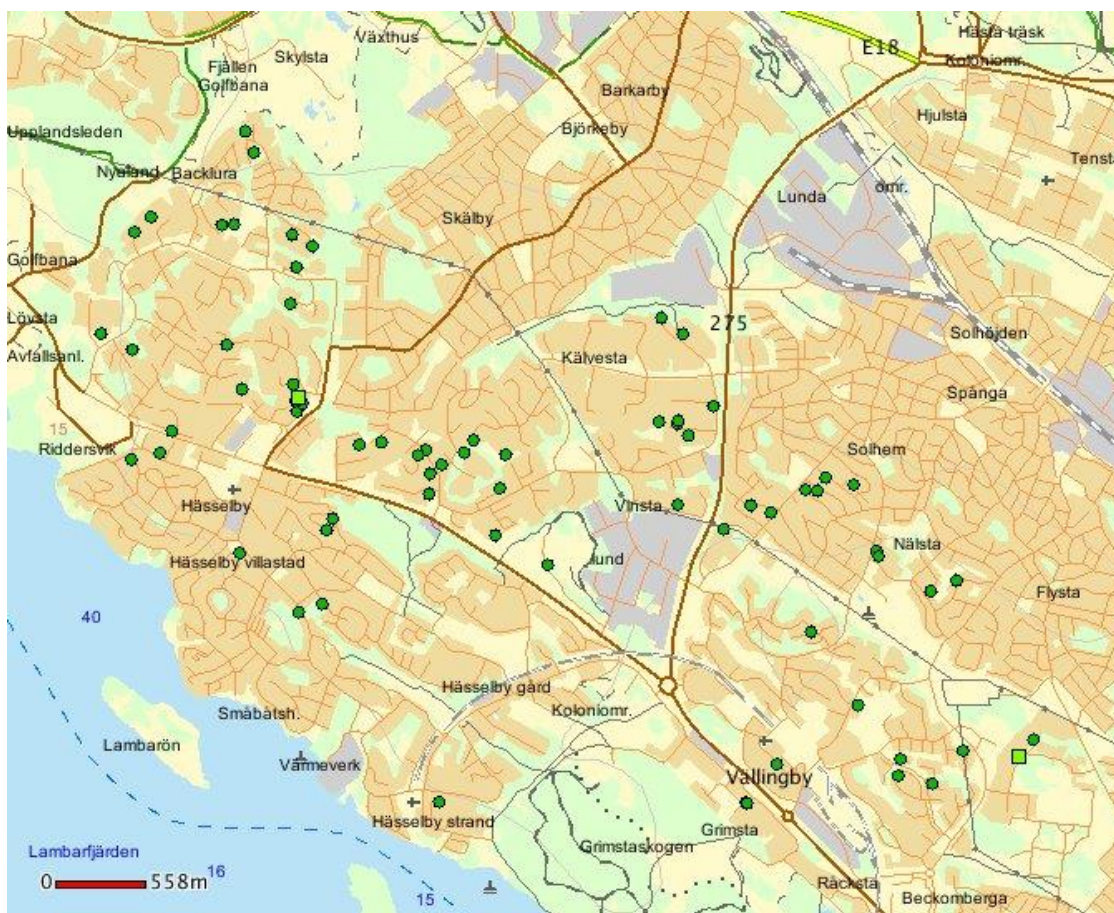 Växthus
Hästa träsk
E18
Koloniomr.
Skylsta
Fjällen
Golfbana
Barkarby
Hjulsta
Björkeby
Upplandsleden
Tensta
Nyelund
Backlura
omr.
Lunda
Skälby
Golfbana
Lövsta
275
Solhöjden
Avfallsanl.
Kälvesta
Spånga
15
Riddersvik
Solhem
Hässelby
Vinsta
Nälsta
Hässelby villastad
lund
Flysta
40
Hässelby gård
Småbåtsh.
Koloniomr.
Lambarön
Värmeverk
Vällingby
Hässelby strand
Grimsta
Grimstaskogen
Lambarfjärden
16
0 558m
Råcksta
15
Beckomberga